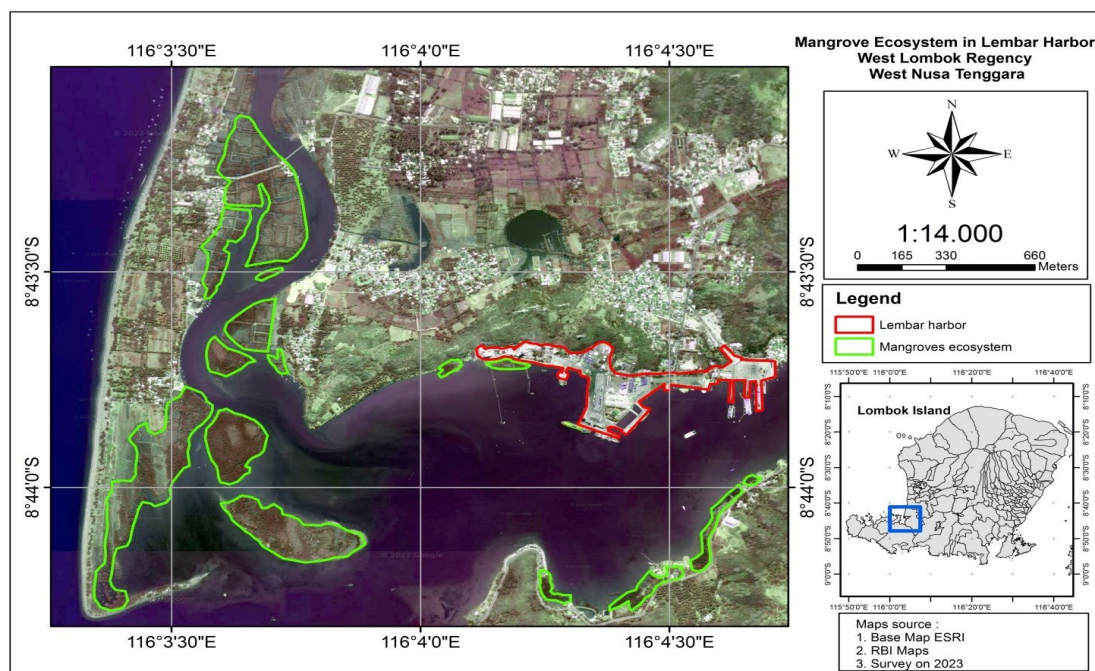 Mangrove Ecosystem in Lembar Harbor
West Lombok Regency
West Nusa Tenggara
116°3'30"E
116°4'0"E
116°4'30"E
8°43'30"S
8°44'0"S
8°43'30"S
8°44'0"S
116°3'30"E
116°4'0"E
116°4'30"E
© 2022 Google
N
W
E
S
1:14.000
0 165 330 660
Meters
Legend
Lembar harbor
Mangroves ecosystem
115°50'0"E 116°0'0"E 116°20'0"E 116°40'0"E
Lombok Island
8°10'0"S
8°20'0"S
8°30'0"S
8°40'0"S
8°50'0"S
9°0'0"S
8°10'0"S
8°20'0"S
8°30'0"S
8°40'0"S
8°50'0"S
9°0'0"S
115°50'0"E 116°0'0"E 116°20'0"E 116°40'0"E
Maps source :
1. Base Map ESRI
2. RBI Maps
3. Survey on 2023